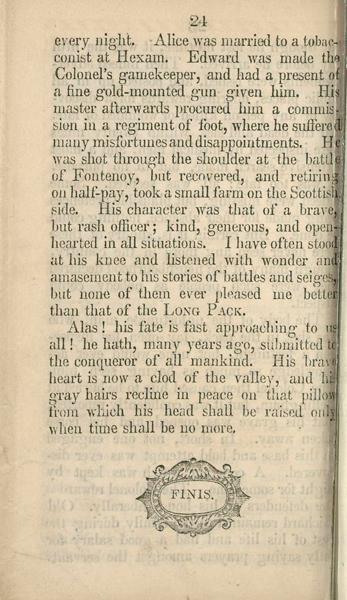 24
every night. Alice was married to a tobac-
conist at Hexam. Edward was made the
Colonel's gamekeeper, and had a present of
a fine gold-mounted gun given him. His
master afterwards procured him a commis-
sion in a regiment of foot, where he suffered
many misfortunes and disappointments. He
was shot through the shoulder at the battle
of Fontenoy, but recovered, and retiring
on half-pay, took a small farm on the Scottish
side. His character was that of a brave,
but rash officer; kind, generous, and open-
hearted in all situations. I have often stood
at his knee and listened with wonder and
amasement to his stories of battles and seiges,
but none of them ever pleased me better
than that of the LONG PACK.
Alas! his fate is fast approaching to us
all! he hath, many years ago, submitted to
the conqueror of all mankind. His brave
heart is now a clod of the valley, and his
gray hairs recline in peace on that pillow
from which his head shall be raised only
when time shall be no more.
FINIS.